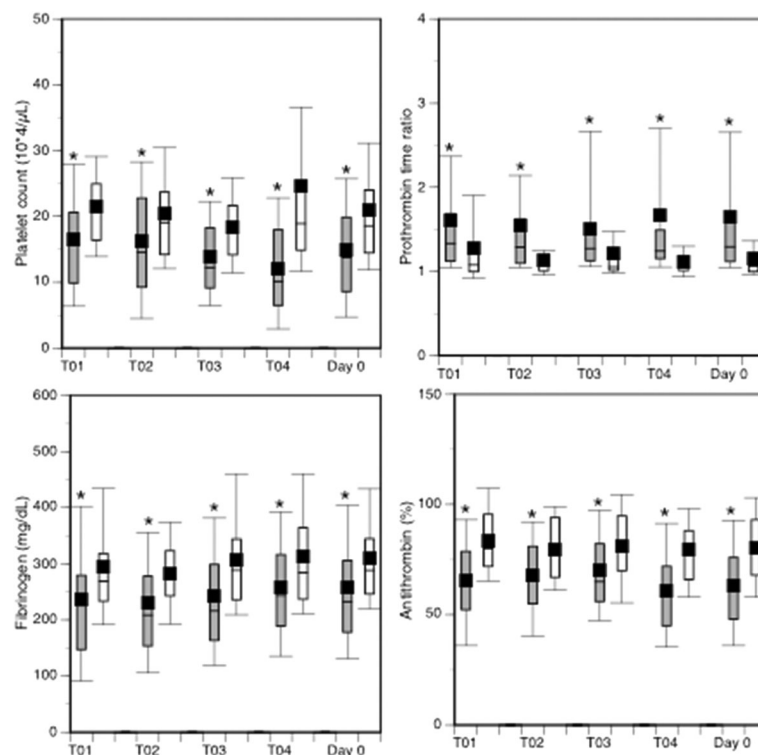 Platelet count (10*4/µL)
50
40
30
20
10
0
* * * * *
T01 T02 T03 T04 Day 0
Prothrombin time ratio
4
3
2
1
0
* * * * *
T01 T02 T03 T04 Day 0
Fibrinogen (mg/dL)
600
500
400
300
200
100
0
* * * * *
T01 T02 T03 T04 Day 0
Antithrombin (%)
150
100
50
0
* * * * *
T01 T02 T03 T04 Day 0